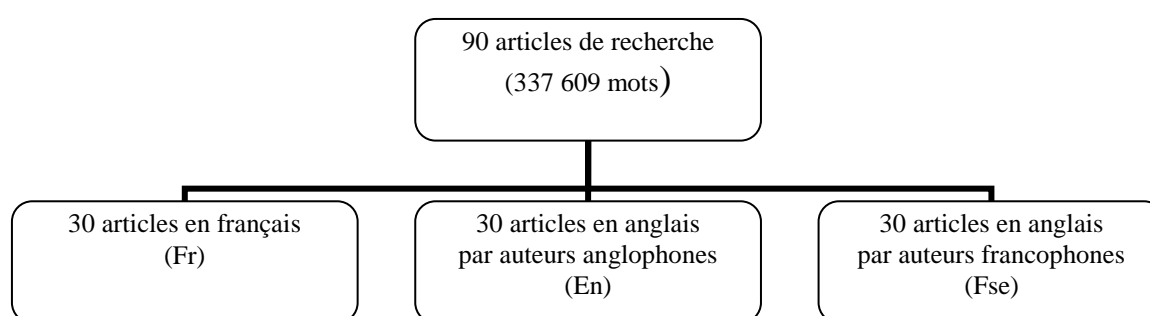 90 articles de recherche
(337 609 mots)
30 articles en français
(Fr)
30 articles en anglais
par auteurs anglophones
(En)
30 articles en anglais
par auteurs francophones
(Fse)